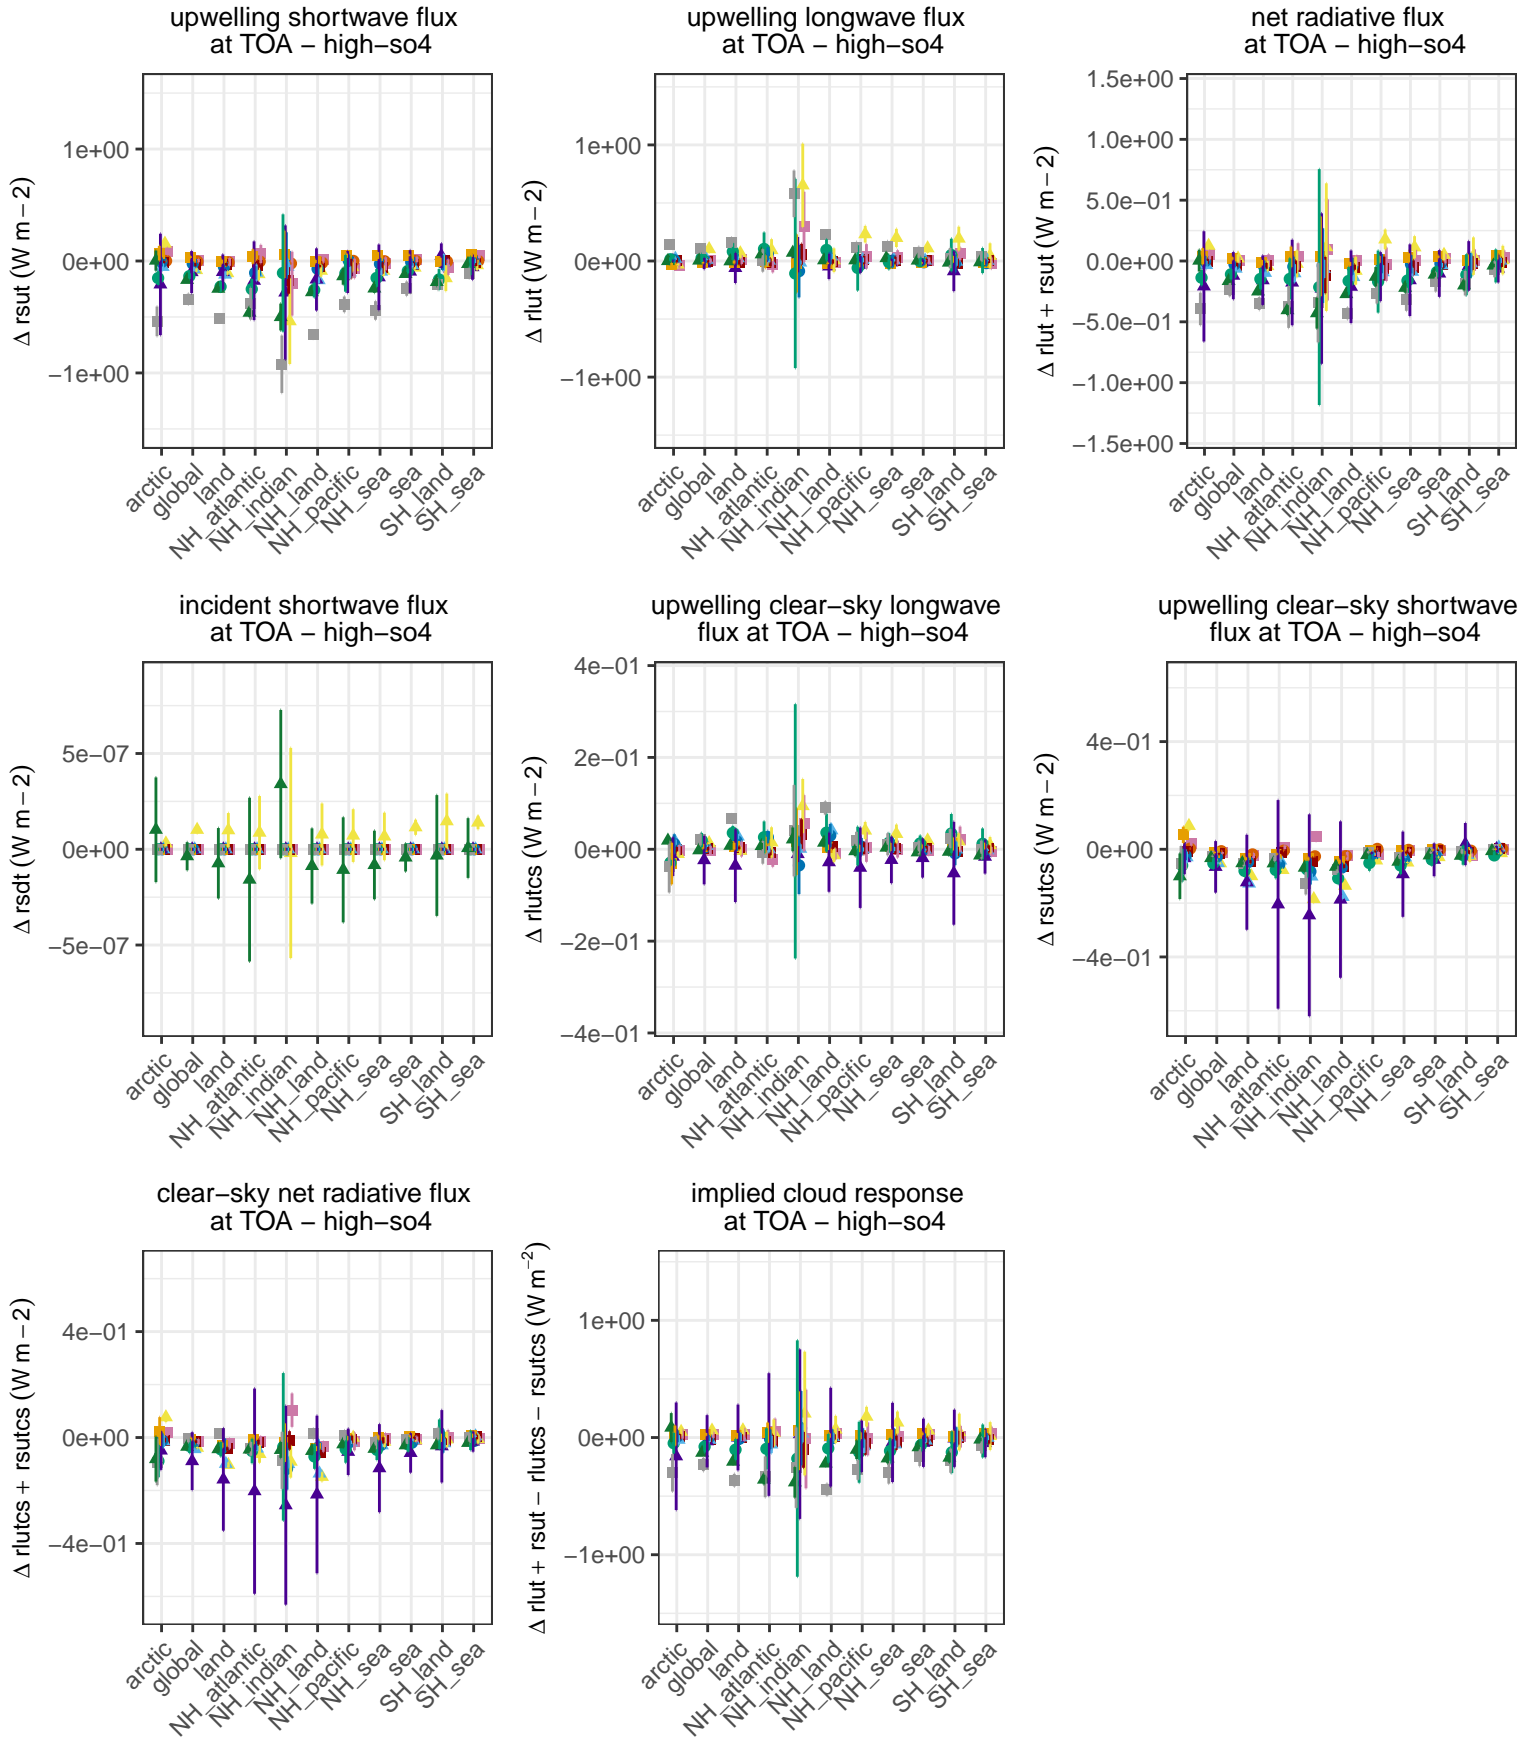 upwelling shortwave flux
at TOA − high−so4
Δ rsut (W m − 2)
1e+00
0e+00
−1e+00
arctic
global
land
NH_atlantic
NH_indian
NH_land
NH_pacific
NH_sea
sea
SH_land
SH_sea
upwelling longwave flux
at TOA − high−so4
Δ rlut (W m − 2)
1e+00
0e+00
−1e+00
arctic
global
land
NH_atlantic
NH_indian
NH_land
NH_pacific
NH_sea
sea
SH_land
SH_sea
net radiative flux
at TOA − high−so4
Δ rlut + rsut (W m − 2)
1.5e+00
1.0e+00
5.0e−01
0.0e+00
−5.0e−01
−1.0e+00
−1.5e+00
arctic
global
land
NH_atlantic
NH_indian
NH_land
NH_pacific
NH_sea
sea
SH_land
SH_sea
incident shortwave flux
at TOA − high−so4
Δ rsdt (W m − 2)
5e−07
0e+00
−5e−07
arctic
global
land
NH_atlantic
NH_indian
NH_land
NH_pacific
NH_sea
sea
SH_land
SH_sea
upwelling clear−sky longwave
flux at TOA − high−so4
Δ rlutcs (W m − 2)
4e−01
2e−01
0e+00
−2e−01
−4e−01
arctic
global
land
NH_atlantic
NH_indian
NH_land
NH_pacific
NH_sea
sea
SH_land
SH_sea
upwelling clear−sky shortwave
flux at TOA − high−so4
Δ rsutcs (W m − 2)
4e−01
0e+00
−4e−01
arctic
global
land
NH_atlantic
NH_indian
NH_land
NH_pacific
NH_sea
sea
SH_land
SH_sea
clear−sky net radiative flux
at TOA − high−so4
Δ rlutcs + rsutcs (W m − 2)
4e−01
0e+00
−4e−01
arctic
global
land
NH_atlantic
NH_indian
NH_land
NH_pacific
NH_sea
sea
SH_land
SH_sea
implied cloud response
at TOA − high−so4
Δ rlut + rsut − rlutcs − rsutcs (W m⁻²)
1e+00
0e+00
−1e+00
arctic
global
land
NH_atlantic
NH_indian
NH_land
NH_pacific
NH_sea
sea
SH_land
SH_sea